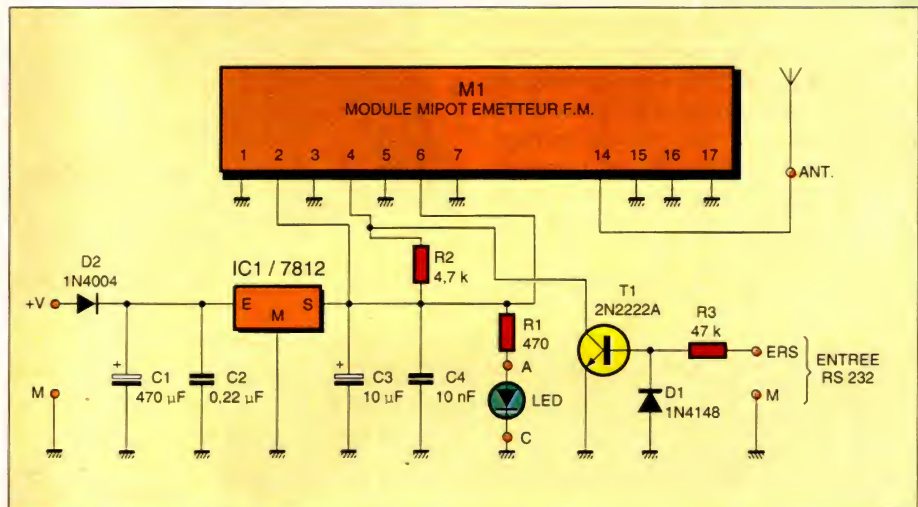 M1
MODULE MIPOT EMETTEUR F.M.
1 2 3 4 5 6 7 14 15 16 17
ANT.
D2
1N4004
+V
IC1 / 7812
E S
M
R2
4,7 k
T1
2N2222A
R3
47 k
ERS
ENTREE
RS 232
M
R1
470
A
LED
C
D1
1N4148
M
+
C1
470 µF
C2
0,22 µF
+
C3
10 µF
C4
10 nF